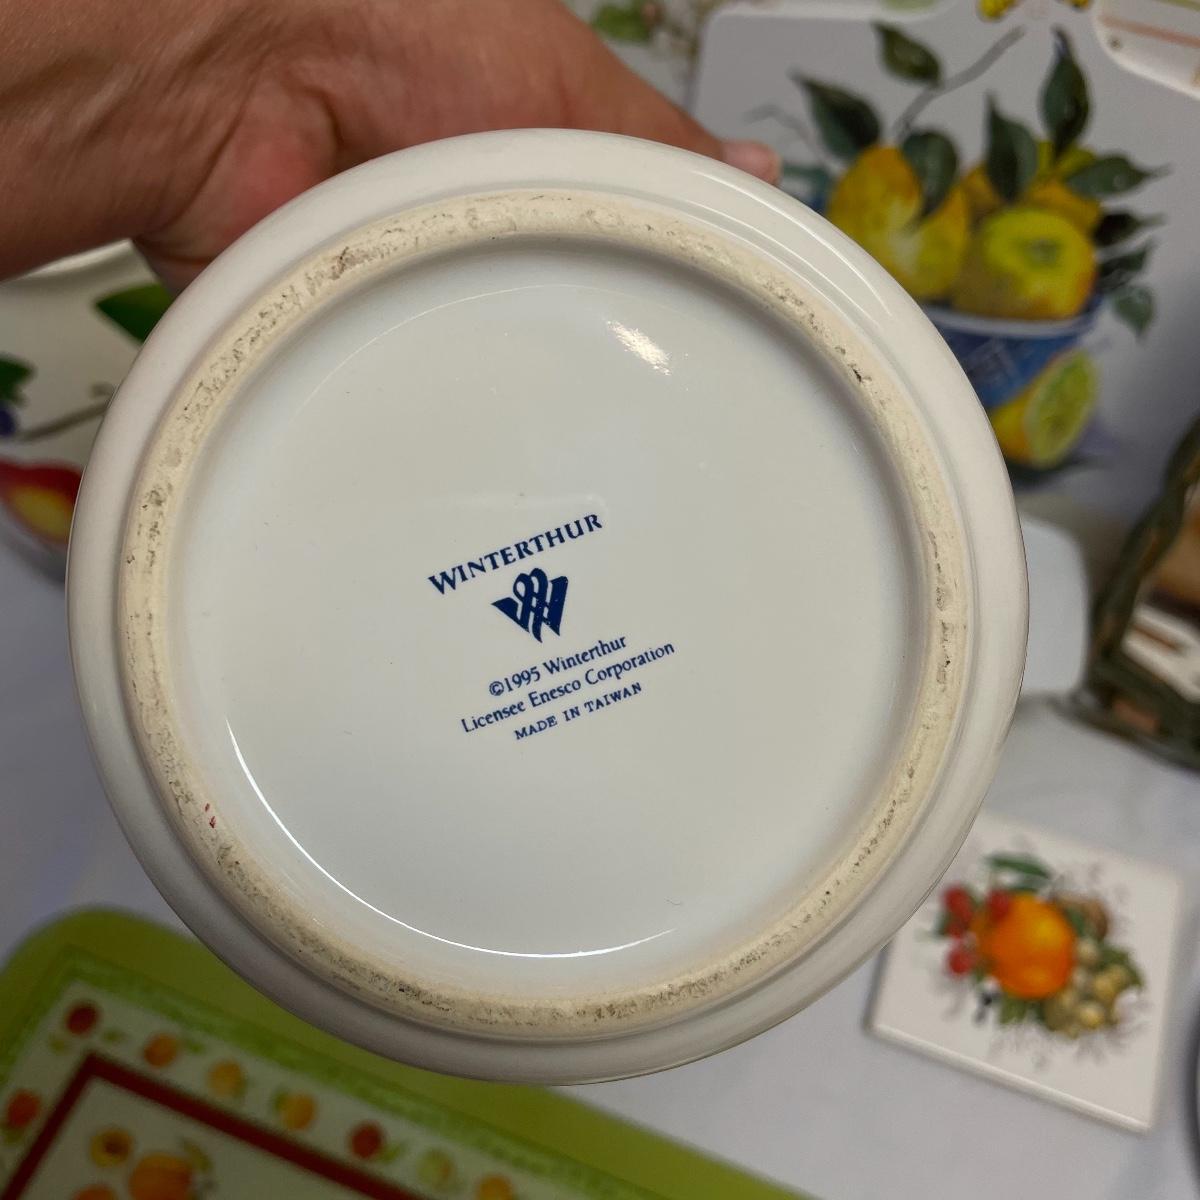 WINTERTHUR
©1995 Winterthur
Licensee Enesco Corporation
MADE IN TAIWAN